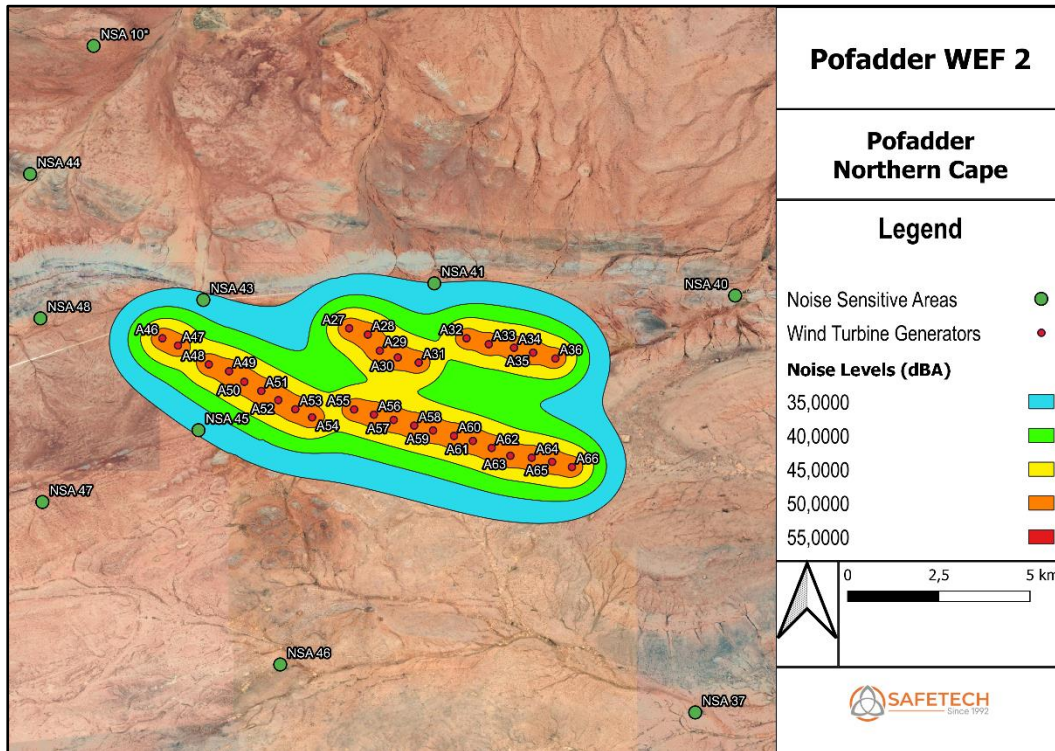 NSA 10*
NSA 44
NSA 43
NSA 41
NSA 40
NSA 48
A46
A47
A48
A49
A50
A51
A52
A53
A54
A27
A28
A29
A30
A31
A32
A33
A34
A35
A36
A55
A56
A57
A58
A59
A60
A61
A62
A63
A64
A65
A66
NSA 45
NSA 47
NSA 46
NSA 37
Pofadder WEF 2
Pofadder
Northern Cape
Legend
Noise Sensitive Areas
Wind Turbine Generators
Noise Levels (dBA)
35,0000
40,0000
45,0000
50,0000
55,0000
0 2,5 5 km
SAFETECH
Since 1992